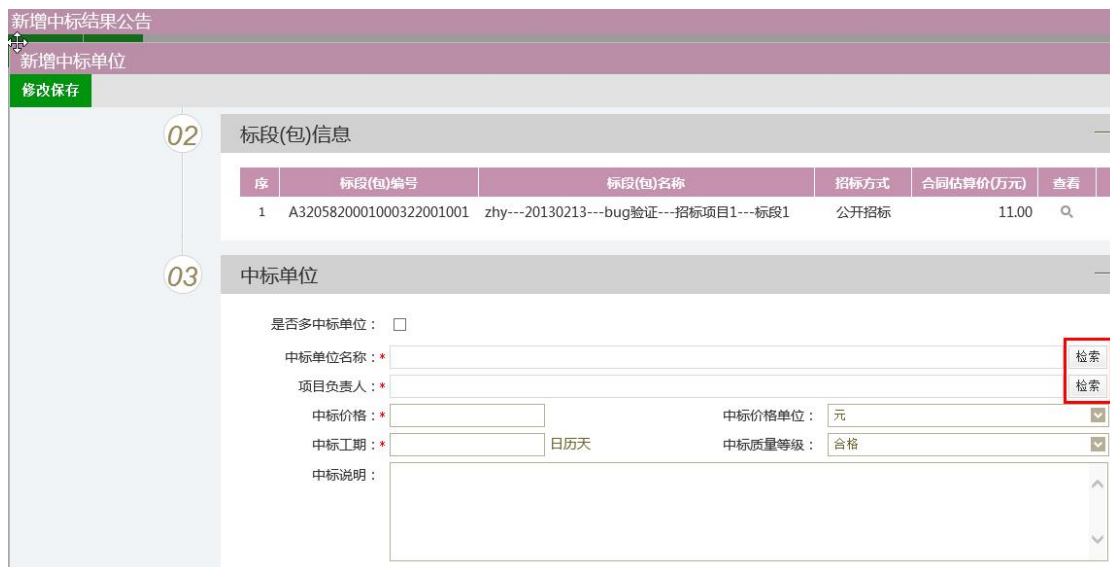 新增中标结果公告
新增中标单位
修改保存
02 标段(包)信息
序 标段(包)编号 标段(包)名称 招标方式 合同估算价(万元) 查看
1 A3205820001000322001001 zhy---20130213---bug验证---招标项目1---标段1 公开招标 11.00
03 中标单位
是否多中标单位：
中标单位名称：* 检索
项目负责人：* 检索
中标价格：* 中标价格单位： 元
中标工期：* 日历天 中标质量等级： 合格
中标说明：